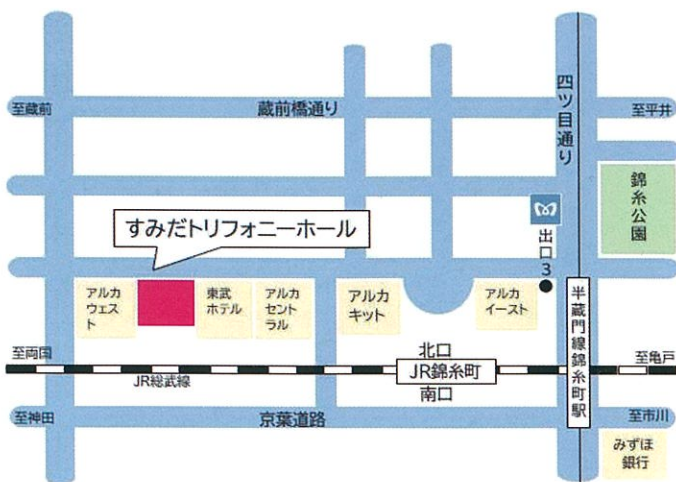 至蔵前
蔵前橋通り
四ツ目通り
至平井
錦糸公園
すみだトリフォニーホール
出口3
アルカ
ウェス
ト
東武
ホテル
アルカ
セント
ラル
アルカ
キット
アルカ
イースト
半蔵門線錦糸町駅
至両国
北口
至亀戸
JR総武線
JR錦糸町
南口
至神田
京葉道路
至市川
みずほ
銀行